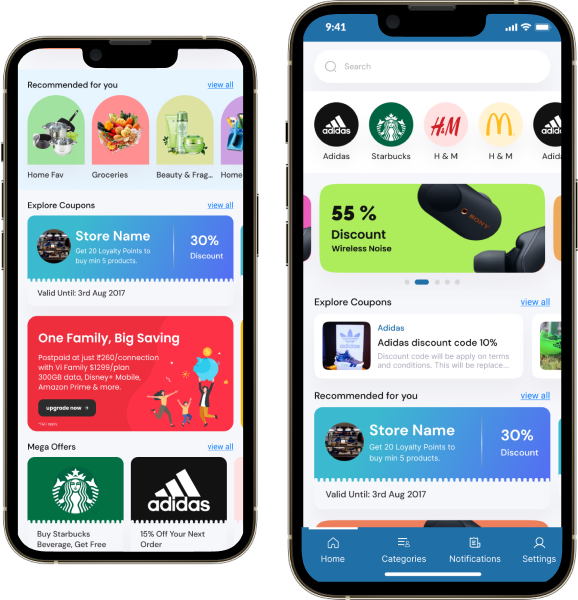 Recommended for you
view all
Home Fav
Groceries
Beauty & Frag...
Home
Explore Coupons
view all
Store Name
Get 20 Loyalty Points to
buy min 5 products.
30%
Discount
Valid Until: 3rd Aug 2017
One Family, Big Saving
Postpaid at just ₹260/connection
with Vi Family $1299/plan
300GB data, Disney+ Mobile,
Amazon Prime & more.
upgrade now
Mega Offers
view all
adidas
Buy Starbucks
Beverage, Get Free
15% Off Your Next
Order
9:41
Search
adidas
H&M
Adidas
Starbucks
H & M
H & M
Adid
55 %
Discount
Wireless Noise
SONY
Explore Coupons
view all
Adidas
Adidas discount code 10%
Discount code will be apply on terms
and conditions. This will be replace...
Recommended for you
view all
Store Name
Get 20 Loyalty Points to
buy min 5 products.
30%
Discount
Valid Until: 3rd Aug 2017
Home
Categories
Notifications
Settings